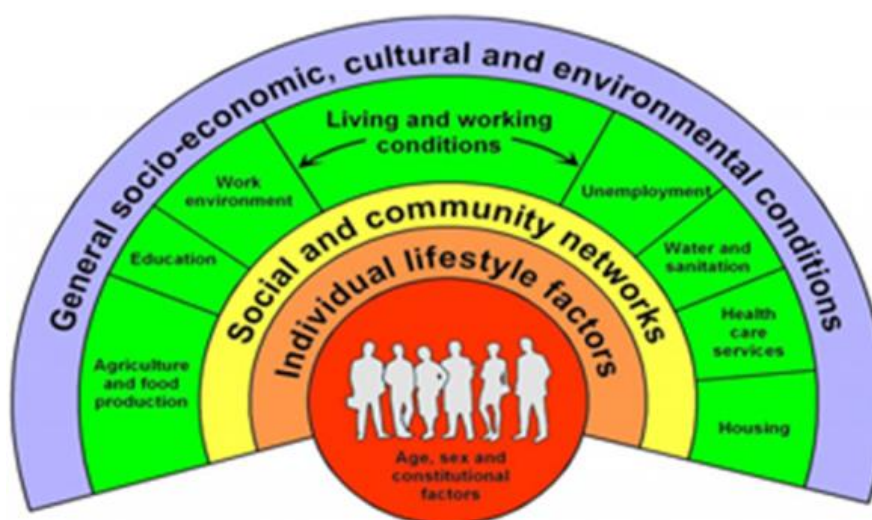 General socio-economic, cultural and environmental conditions
Living and working
conditions
Work
environment
Unemployment
Education
Water and
sanitation
Agriculture
and food
production
Health
care
services
Housing
Social and community networks
Individual lifestyle factors
Age, sex and
constitutional
factors